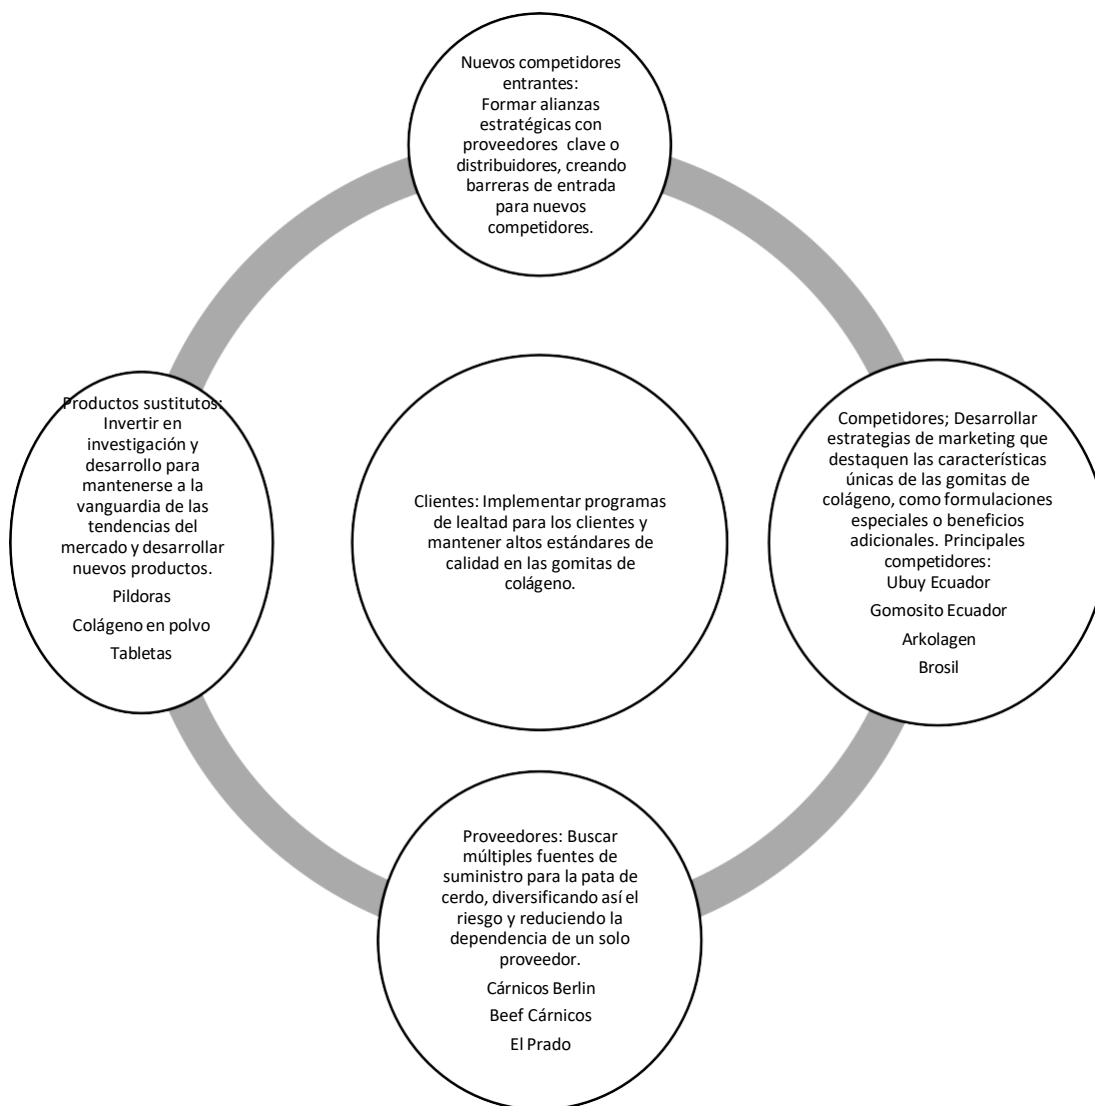 Nuevos competidores
entrantes:
Formar alianzas
estratégicas con
proveedores clave o
distribuidores, creando
barreras de entrada
para nuevos
competidores.
Productos sustitutos:
Invertir en
investigación y
desarrollo para
mantenerse a la
vanguardia de las
tendencias del
mercado y desarrollar
nuevos productos.
Pildoras
Colágeno en polvo
Tabletas
Clientes: Implementar programas
de lealtad para los clientes y
mantener altos estándares de
calidad en las gomitas de
colágeno.
Competidores; Desarrollar
estrategias de marketing que
destaquen las características
únicas de las gomitas de
colágeno, como formulaciones
especiales o beneficios
adicionales. Principales
competidores:
Ubuy Ecuador
Gomosito Ecuador
Arkolagen
Brosil
Proveedores: Buscar
múltiples fuentes de
suministro para la pata de
cerdo, diversificando así el
riesgo y reduciendo la
dependencia de un solo
proveedor.
Cárnicos Berlin
Beef Cárnicos
El Prado